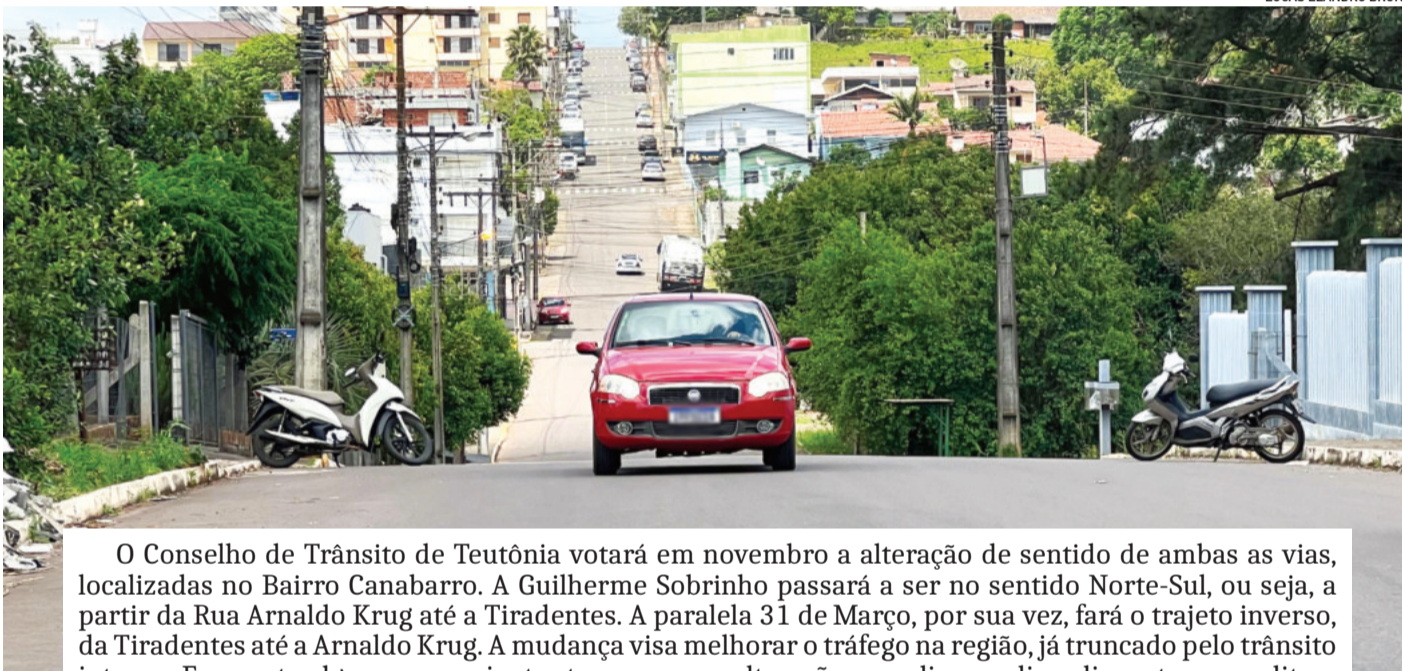 O Conselho de Trânsito de Teutônia votará em novembro a alteração de sentido de ambas as vias,
localizadas no Bairro Canabarro. A Guilherme Sobrinho passará a ser no sentido Norte-Sul, ou seja, a
partir da Rua Arnaldo Krug até a Tiradentes. A paralela 31 de Março, por sua vez, fará o trajeto inverso,
da Tiradentes até a Arnaldo Krug. A mudança visa melhorar o tráfego na região, já truncado pelo trânsito